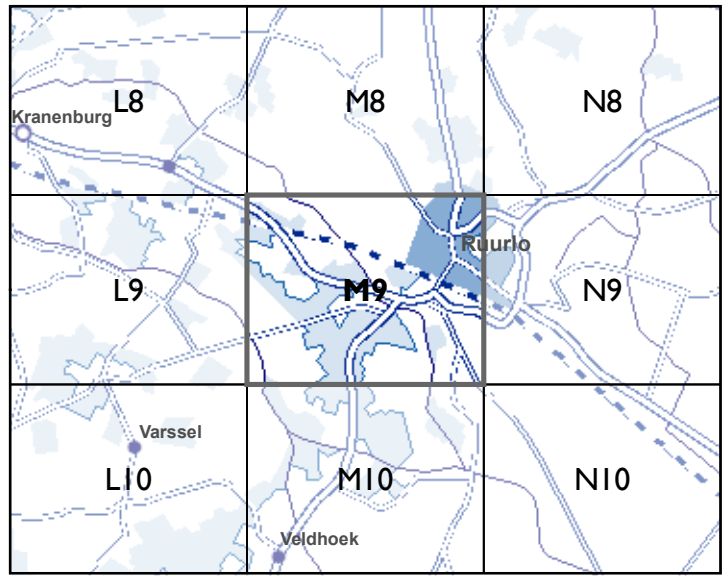 L8
M8
N8
Kranenburg
Ruurlo
L9
M9
N9
Varssel
L10
M10
N10
Veldhoek